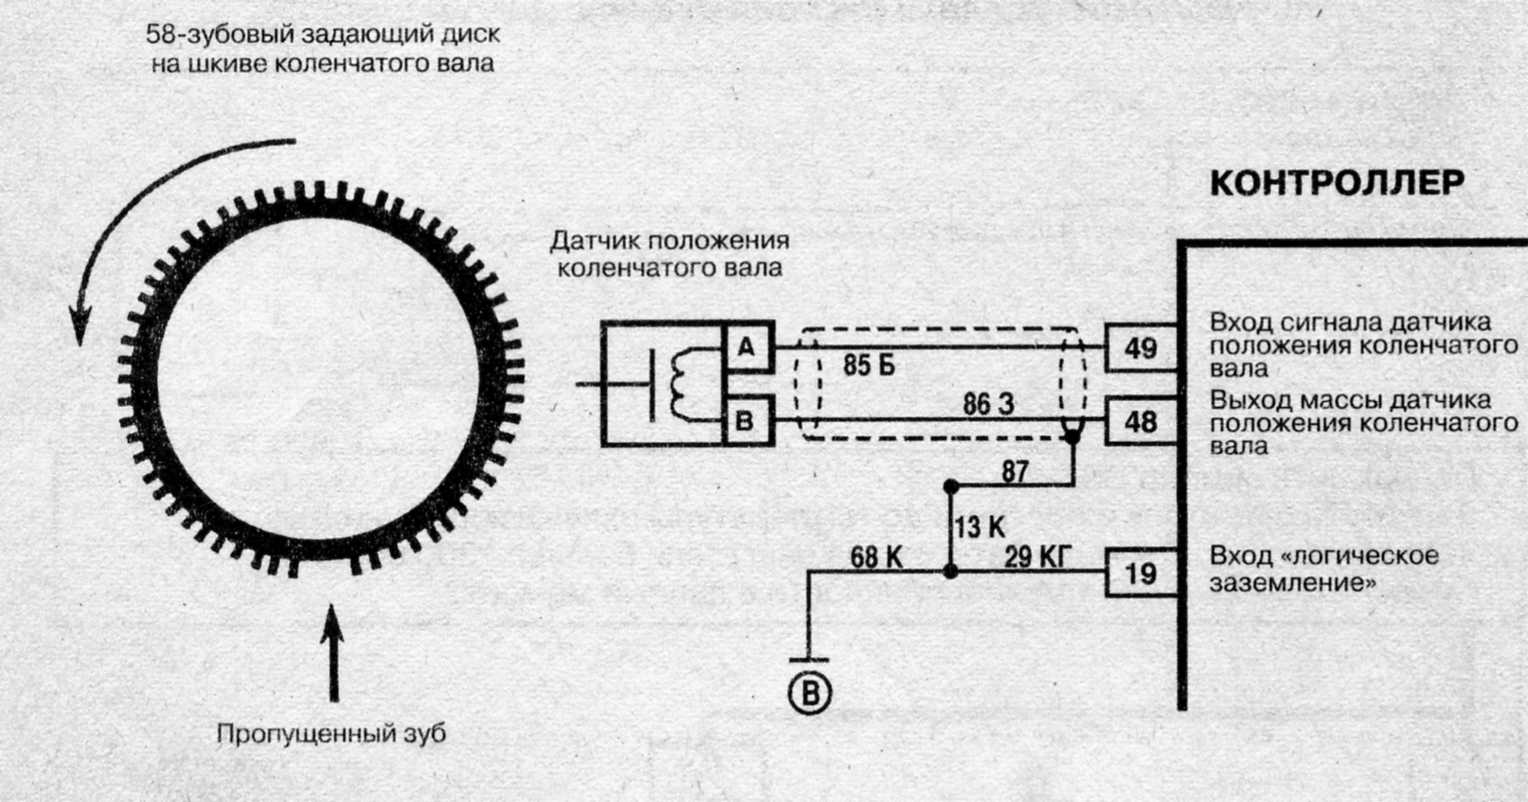 58-зубовый задающий диск
на шкиве коленчатого вала
КОНТРОЛЛЕР
Датчик положения
коленчатого вала
A
B
85 Б
86 З
87
13 К
68 К
29 КГ
B
49
Вход сигнала датчика
положения коленчатого
вала
48
Выход массы датчика
положения коленчатого
вала
19
Вход «логическое
заземление»
Пропущенный зуб